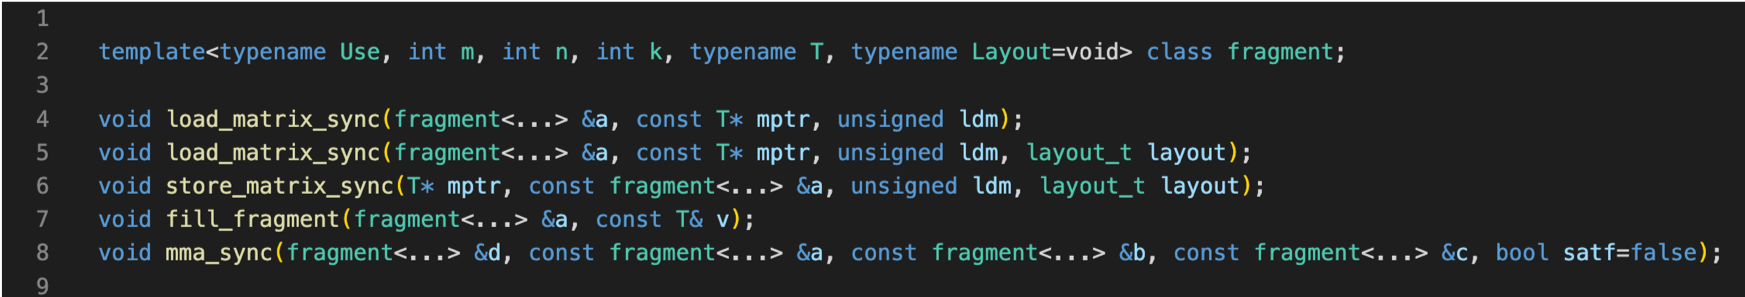 1
2 template<typename Use, int m, int n, int k, typename T, typename Layout=void> class fragment;
3
4 void load_matrix_sync(fragment<...> &a, const T* mptr, unsigned ldm);
5 void load_matrix_sync(fragment<...> &a, const T* mptr, unsigned ldm, layout_t layout);
6 void store_matrix_sync(T* mptr, const fragment<...> &a, unsigned ldm, layout_t layout);
7 void fill_fragment(fragment<...> &a, const T& v);
8 void mma_sync(fragment<...> &d, const fragment<...> &a, const fragment<...> &b, const fragment<...> &c, bool satf=false);
9